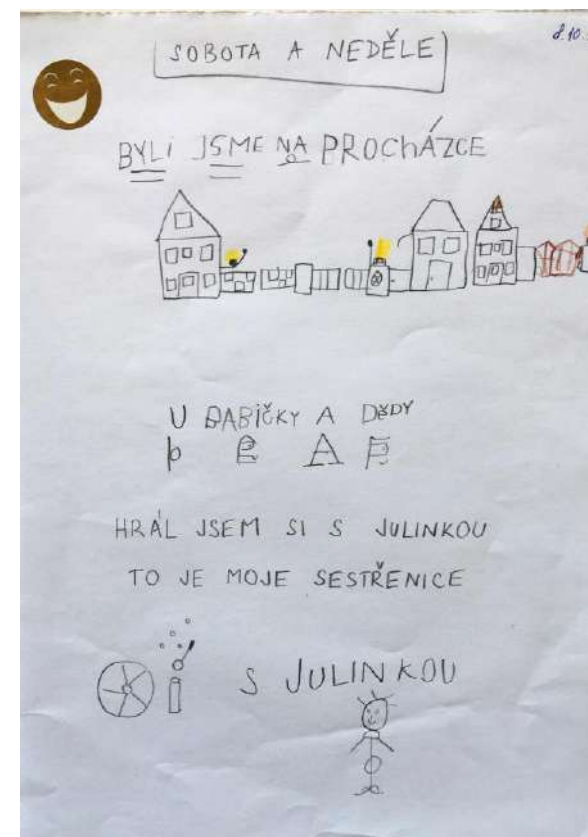 8.10.
SOBOTA A NEDĚLE
BYLi JSME NA PROChÁZCE
U BABiČKY A DěDY
HRÁL JSEM SI S JULINKOU
TO JE MOJE SESTŘENICE
S JULINKOU